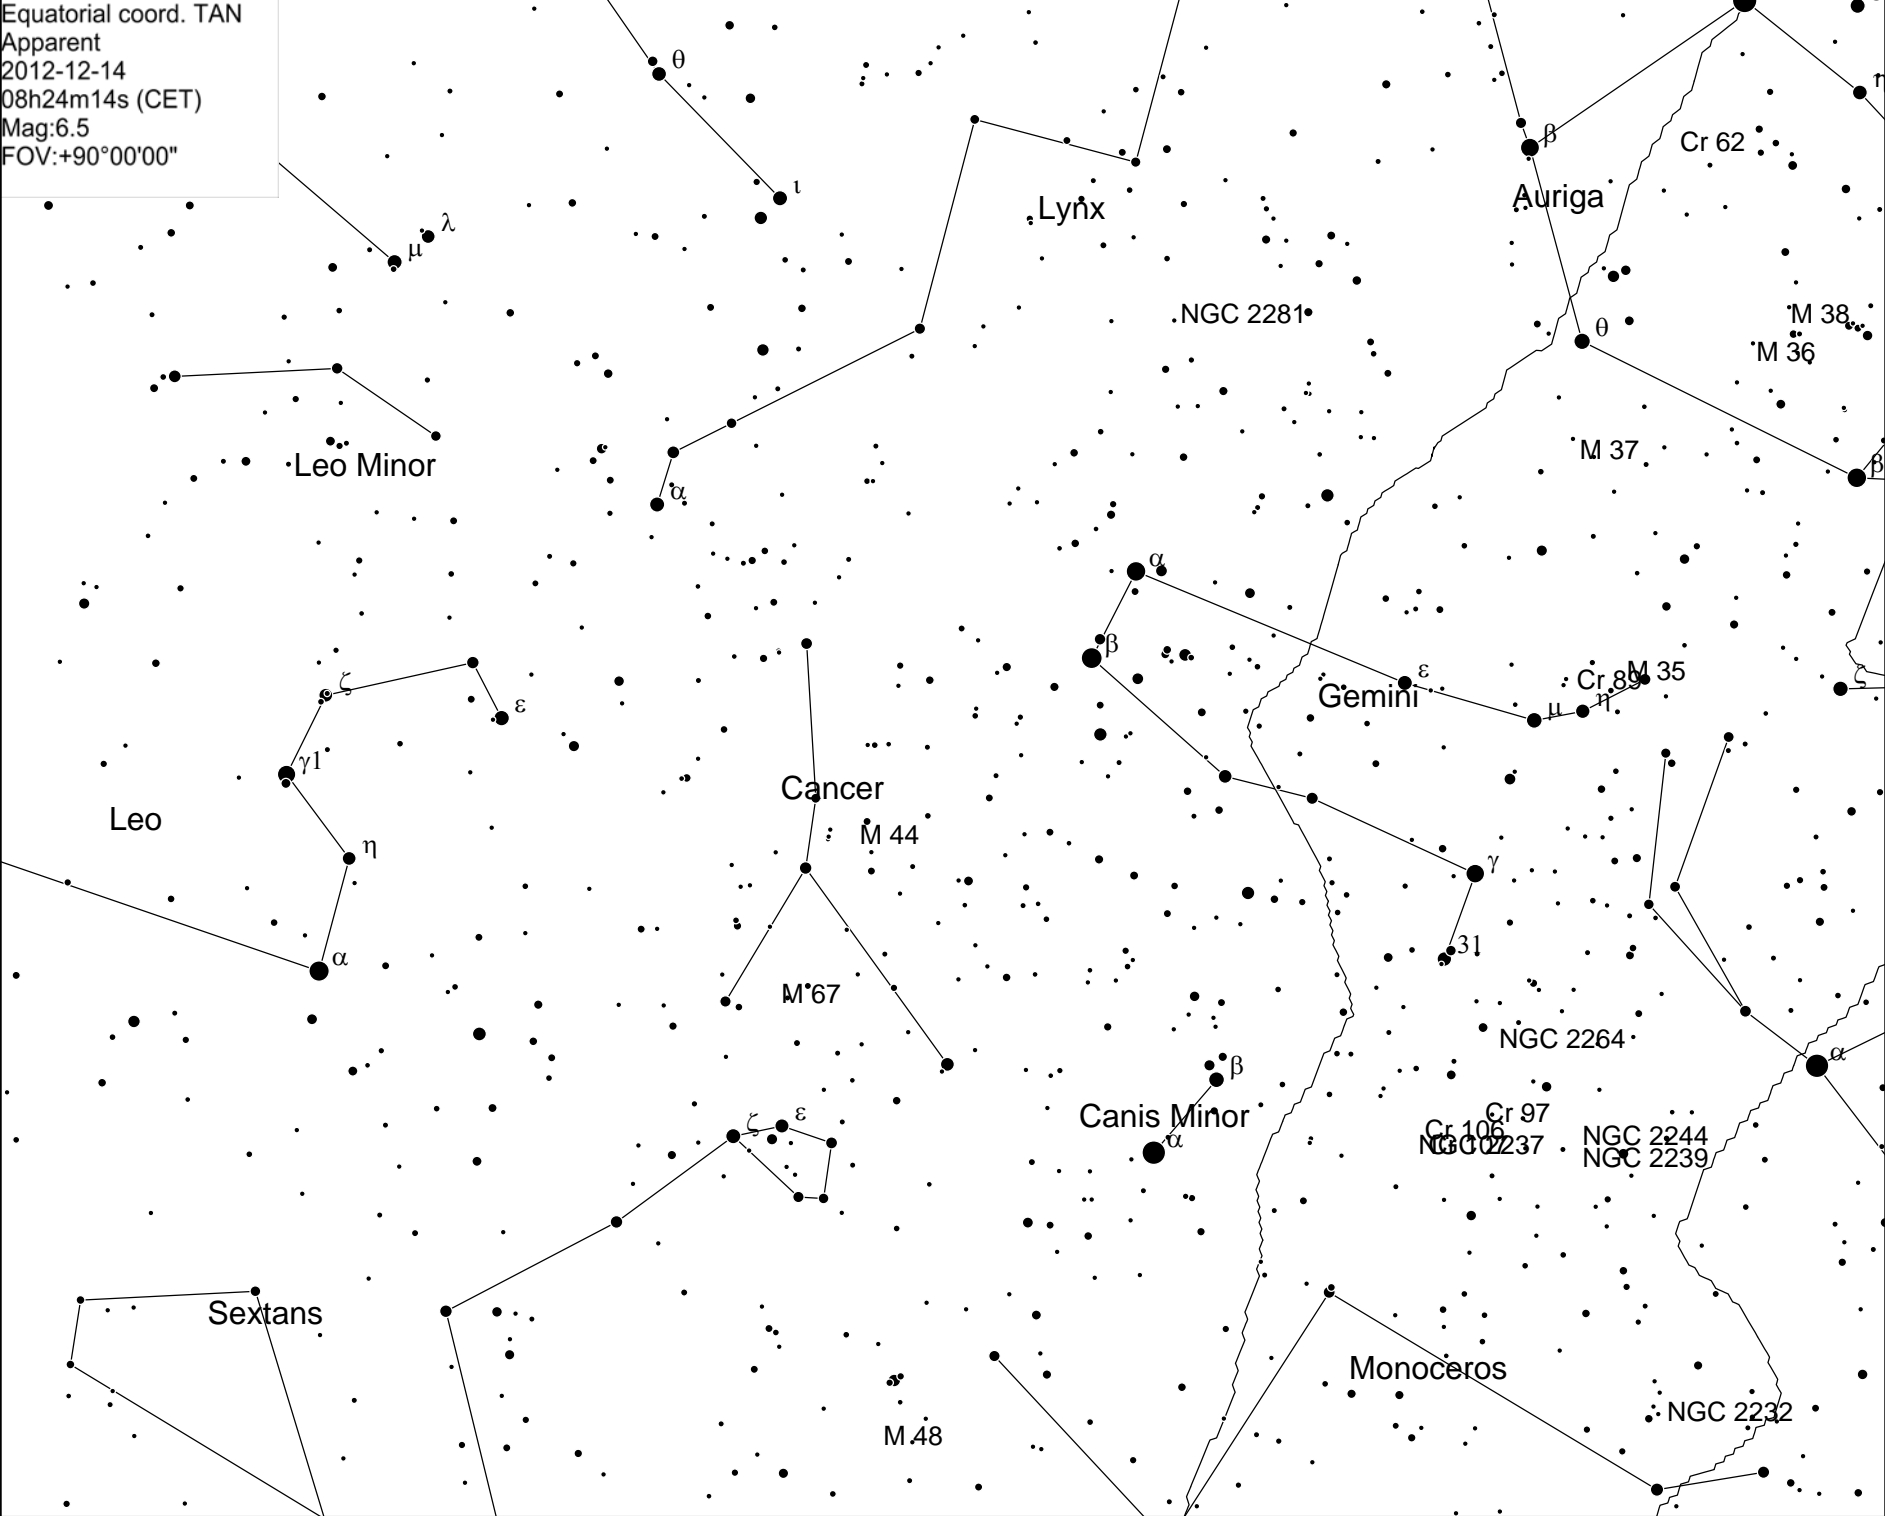 Equatorial coord. TAN
Apparent
2012-12-14
08h24m14s (CET)
Mag:6.5
FOV:+90°00'00"
θ
η
β
Cr 62
ι
Auriga
Lynx
λ
μ
NGC 2281
M 38
θ
M 36
M 37
Leo Minor
β
α
α
β
ζ
ε
M 35
Cr 89
ζ
Gemini
η
μ
ε
γ1
Cancer
Leo
M 44
η
γ
31
α
M 67
NGC 2264
α
β
Cr 97
Canis Minor
ε
ζ
Cr 106
α
NGC 2244
NGC 2237
NGC 2239
Sextans
Monoceros
NGC 2232
M 48